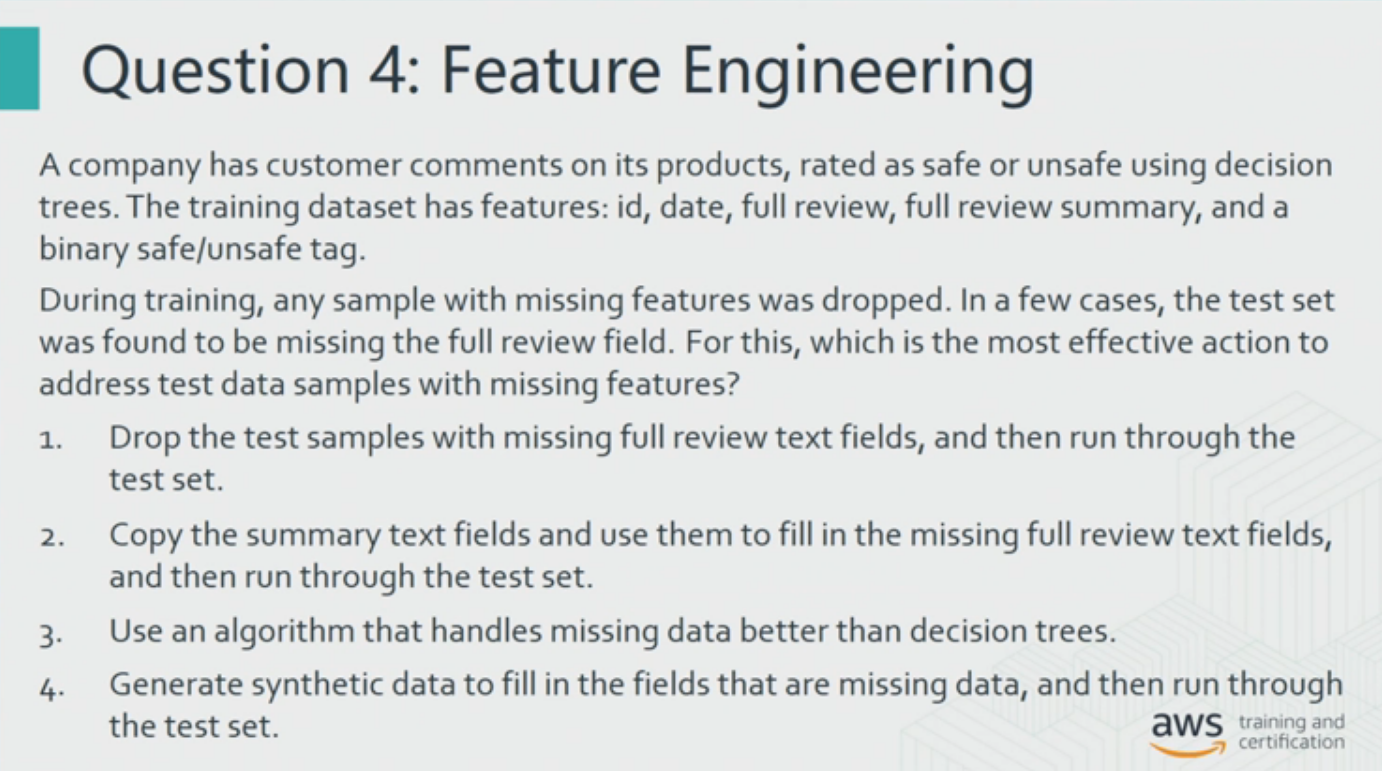 Question 4: Feature Engineering
A company has customer comments on its products, rated as safe or unsafe using decision
trees. The training dataset has features: id, date, full review, full review summary, and a
binary safe/unsafe tag.
During training, any sample with missing features was dropped. In a few cases, the test set
was found to be missing the full review field. For this, which is the most effective action to
address test data samples with missing features?
1. Drop the test samples with missing full review text fields, and then run through the
test set.
2. Copy the summary text fields and use them to fill in the missing full review text fields,
and then run through the test set.
3. Use an algorithm that handles missing data better than decision trees.
4. Generate synthetic data to fill in the fields that are missing data, and then run through
the test set.
aws training and
certification